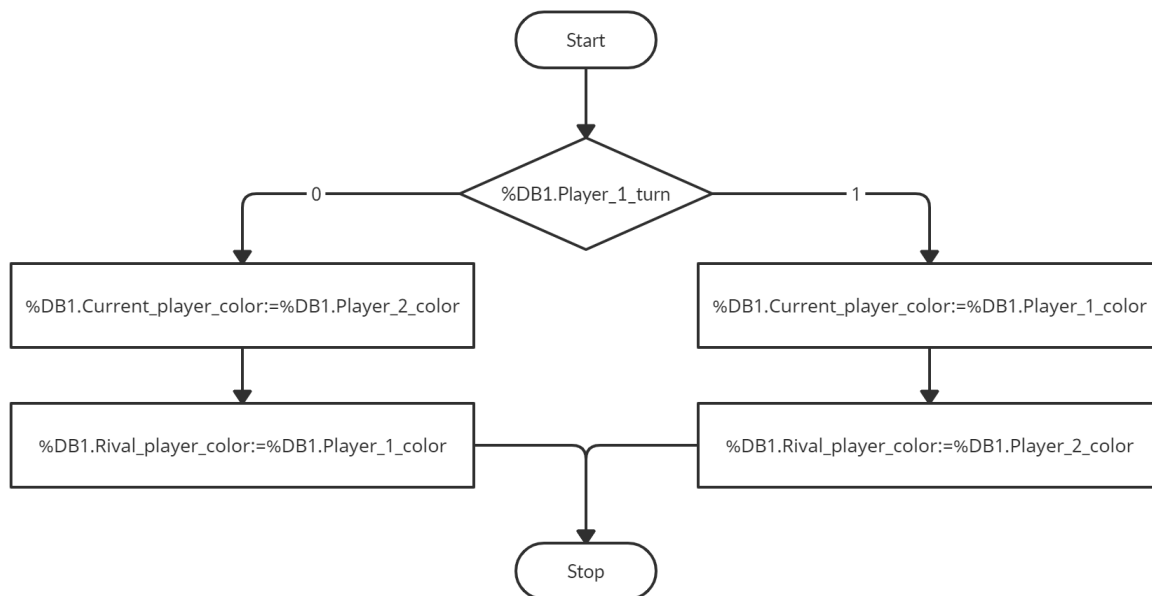 Start
%DB1.Player_1_turn
0
1
%DB1.Current_player_color:=%DB1.Player_2_color
%DB1.Current_player_color:=%DB1.Player_1_color
%DB1.Rival_player_color:=%DB1.Player_1_color
%DB1.Rival_player_color:=%DB1.Player_2_color
Stop